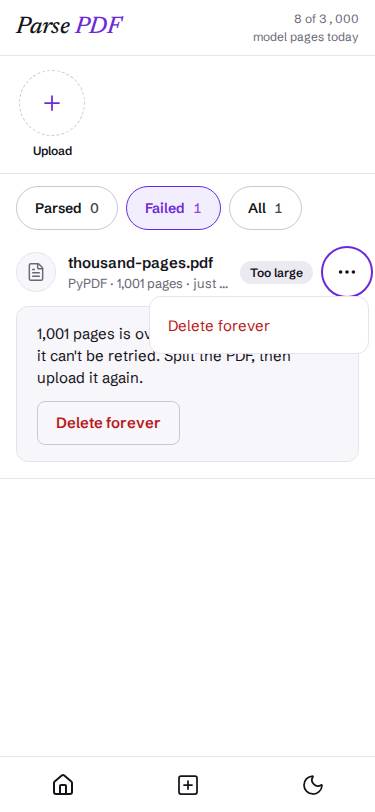 Parse PDF
8 of 3,000
model pages today
Upload
Parsed 0
Failed 1
All 1
thousand-pages.pdf
PyPDF · 1,001 pages · just ...
Too large
Delete forever
1,001 pages is
it can't be retried. Split the PDF, then
upload it again.
Delete forever